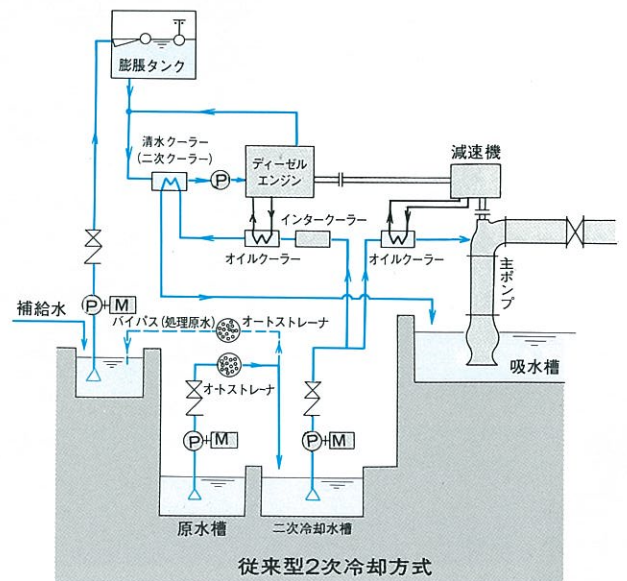 膨脹タンク
清水クーラー
(二次クーラー)
P
ディーゼル
エンジン
減速機
インタークーラー
オイルクーラー
オイルクーラー
主ポンプ
P M
補給水
バイパス(処理原水)
オートストレーナ
オートストレーナ
吸水槽
P M
P M
原水槽
二次冷却水槽
従来型2次冷却方式